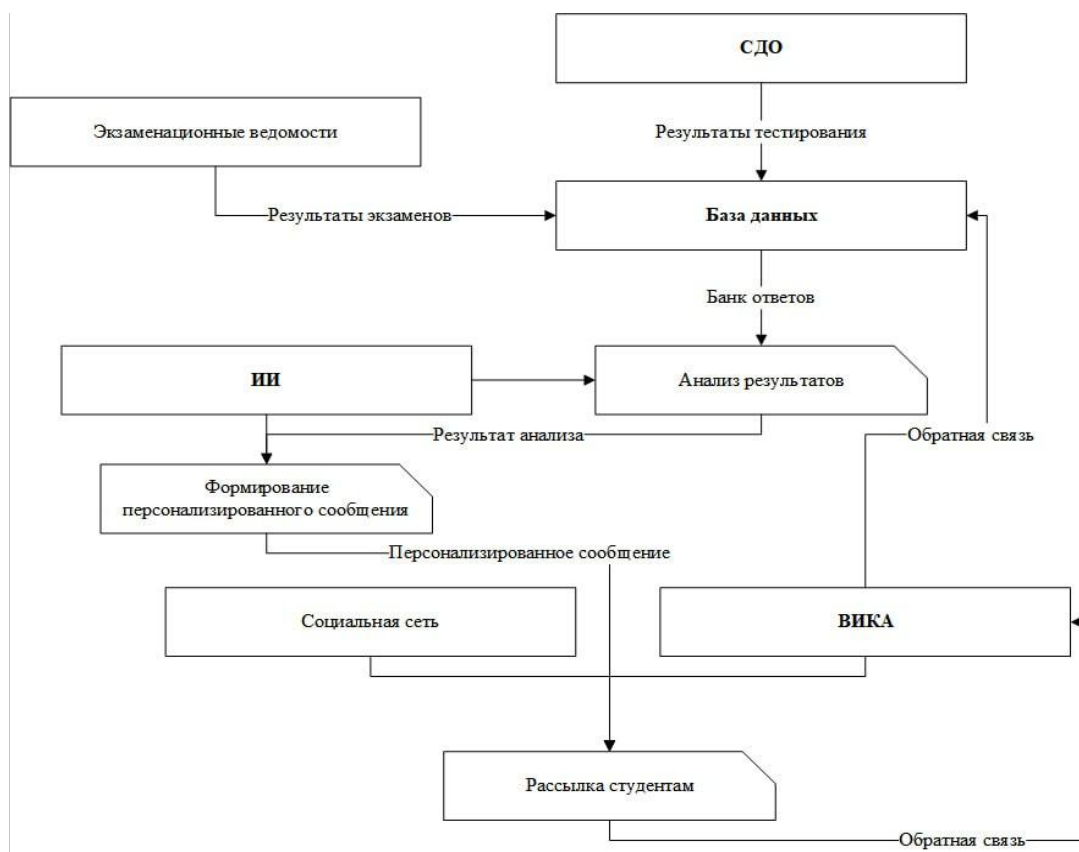 СДО
Экзаменационные ведомости
Результаты тестирования
Результаты экзаменов
База данных
Банк ответов
ИИ
Анализ результатов
Результат анализа
Обратная связь
Формирование
персонализированного сообщения
Персонализированное сообщение
Социальная сеть
ВИКА
Рассылка студентам
Обратная связь